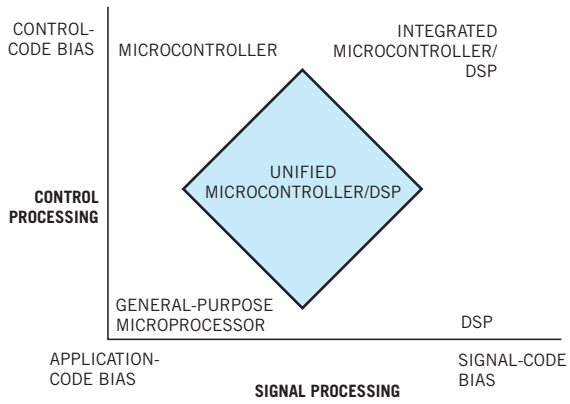 CONTROL-
CODE BIAS
MICROCONTROLLER
INTEGRATED
MICROCONTROLLER/
DSP
UNIFIED
MICROCONTROLLER/DSP
CONTROL
PROCESSING
GENERAL-PURPOSE
MICROPROCESSOR
DSP
APPLICATION-
CODE BIAS
SIGNAL PROCESSING
SIGNAL-CODE
BIAS